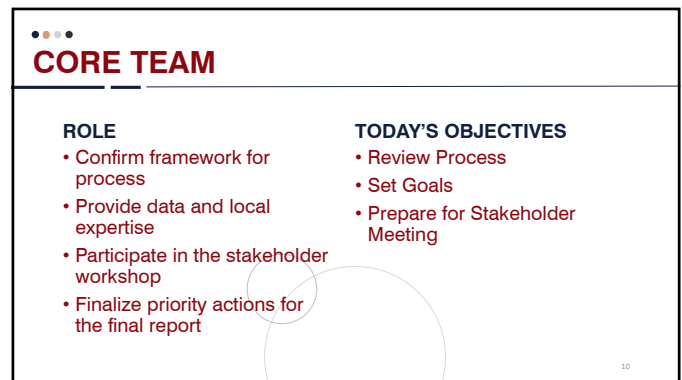 CORE TEAM
ROLE
• Confirm framework for
process
• Provide data and local
expertise
• Participate in the stakeholder
workshop
• Finalize priority actions for
the final report
TODAY’S OBJECTIVES
• Review Process
• Set Goals
• Prepare for Stakeholder
Meeting
10